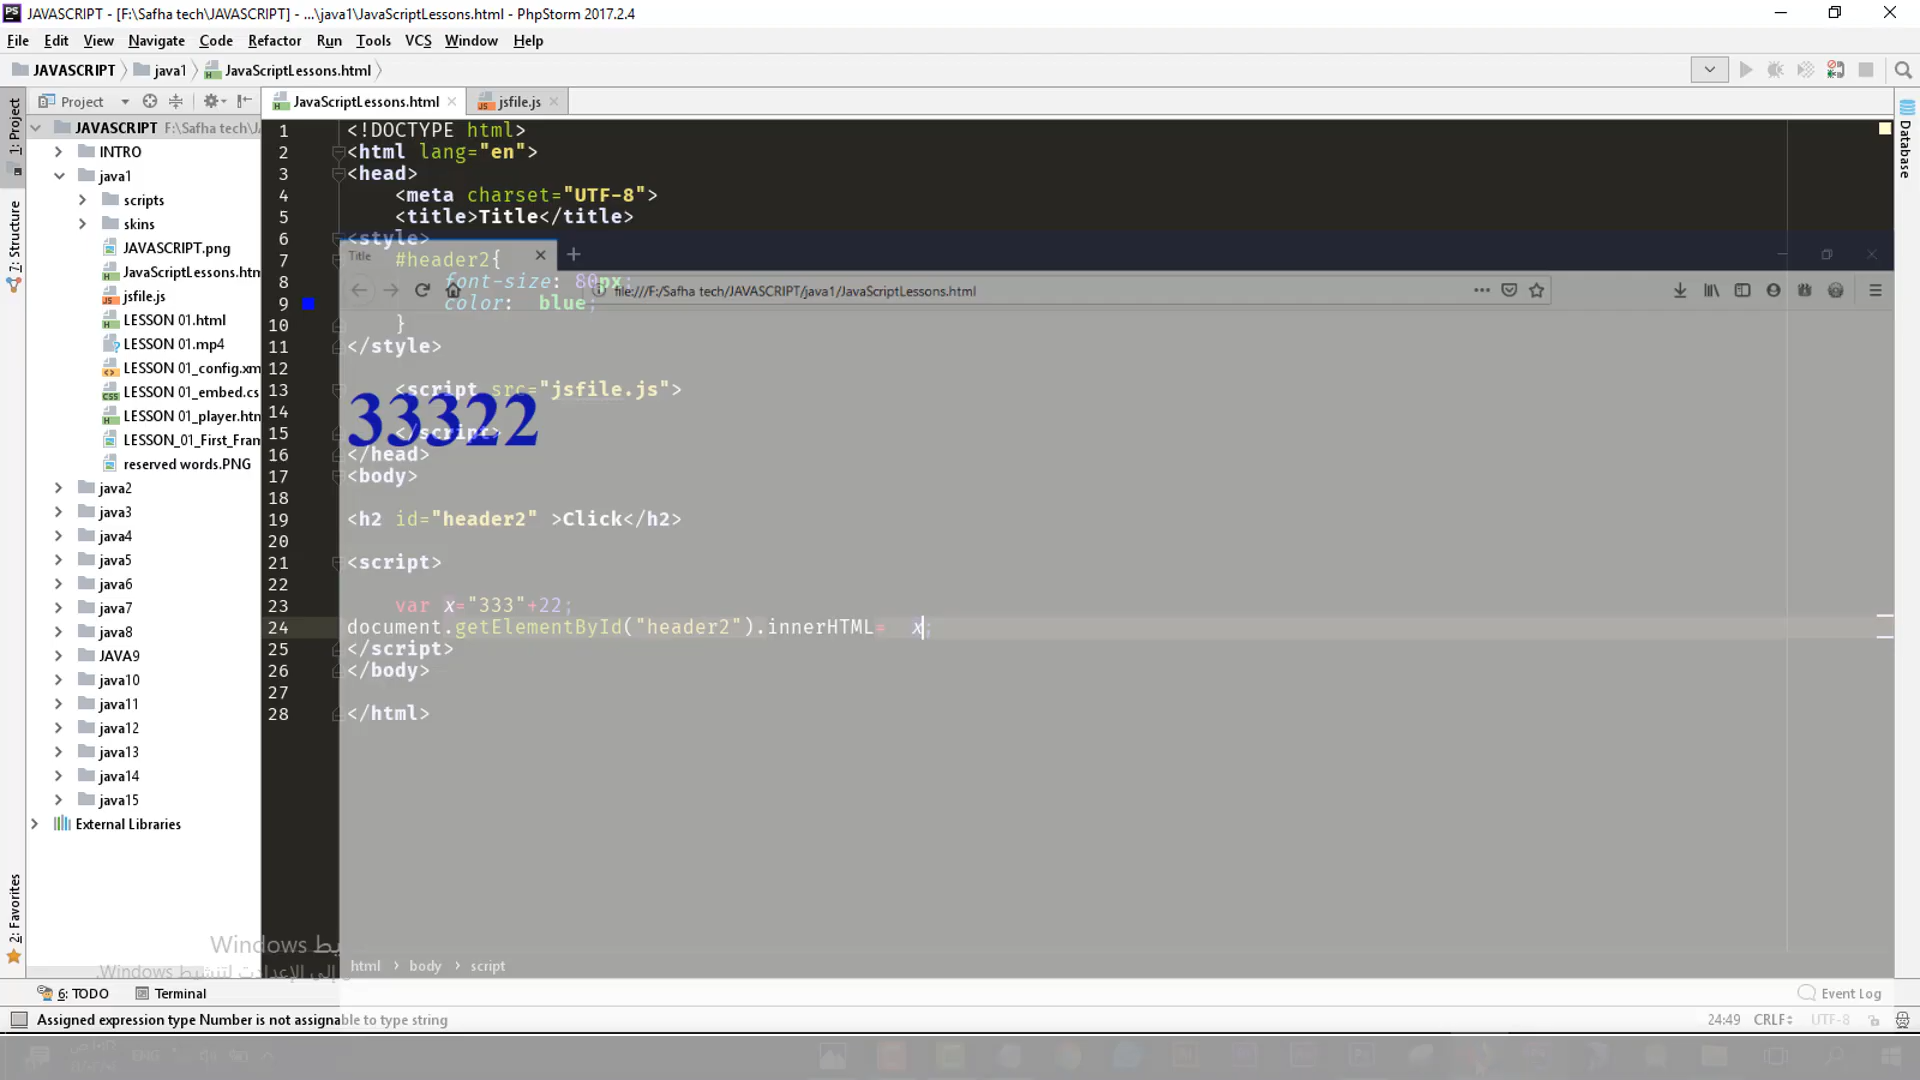 JAVASCRIPT - [F:\Safha tech\JAVASCRIPT] - ...\java1\JavaScriptLessons.html - PhpStorm 2017.2.4
File Edit View Navigate Code Refactor Run Tools VCS Window Help
JAVASCRIPT java1 JavaScriptLessons.html
Project JavaScriptLessons.html jsfile.js
1: Project
7: Structure
2: Favorites
Database
JAVASCRIPT F:\Safha tech\J
INTRO
java1
scripts
skins
JAVASCRIPT.png
JavaScriptLessons.htn
jsfile.js
LESSON 01.html
LESSON 01.mp4
LESSON 01_config.xm
LESSON 01_embed.cs
LESSON 01_player.htn
LESSON_01_First_Fran
reserved words.PNG
java2
java3
java4
java5
java6
java7
java8
JAVA9
java10
java11
java12
java13
java14
java15
External Libraries
1 <!DOCTYPE html>
2 <html lang="en">
3 <head>
4 <meta charset="UTF-8">
5 <title>Title</title>
6 <style>
7 #header2{
8 font-size: 80px;
9 color: blue;
10 }
11 </style>
12
13 <script src="jsfile.js">
14
15 </script>
16 </head>
17 <body>
18
19 <h2 id="header2" >Click</h2>
20
21 <script>
22
23 var x="333"+22;
24 document.getElementById("header2").innerHTML= x;
25 </script>
26 </body>
27
28 </html>
Title
file:///F:/Safha tech/JAVASCRIPT/java1/JavaScriptLessons.html
33322
Windows
إلى الإعدادات لتنشيط Windows.
html body script
6: TODO Terminal Event Log
Assigned expression type Number is not assignable to type string 24:49 CRLF UTF-8
ENG